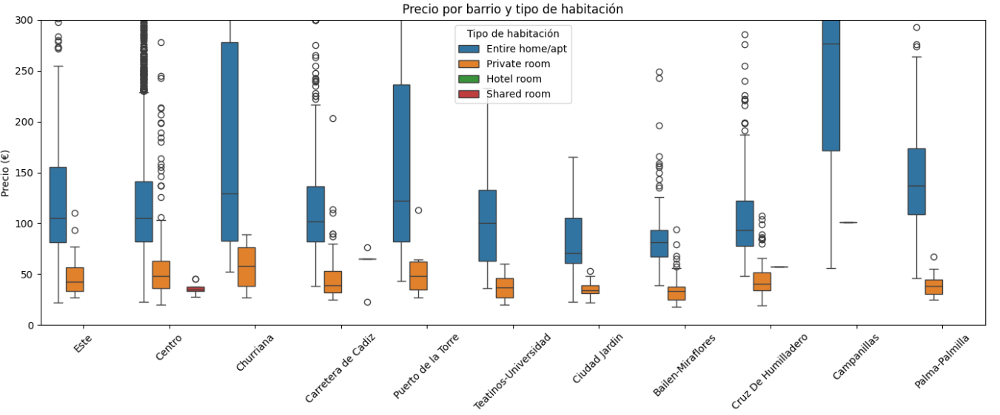 Precio por barrio y tipo de habitación
Precio (€)
300
250
200
150
100
50
0
Tipo de habitación
Entire home/apt
Private room
Hotel room
Shared room
Este
Centro
Churriana
Carretera de Cadiz
Puerto de la Torre
Teatinos-Universidad
Ciudad Jardin
Bailen-Miraflores
Cruz De Humilladero
Campanillas
Palma-Palmilla